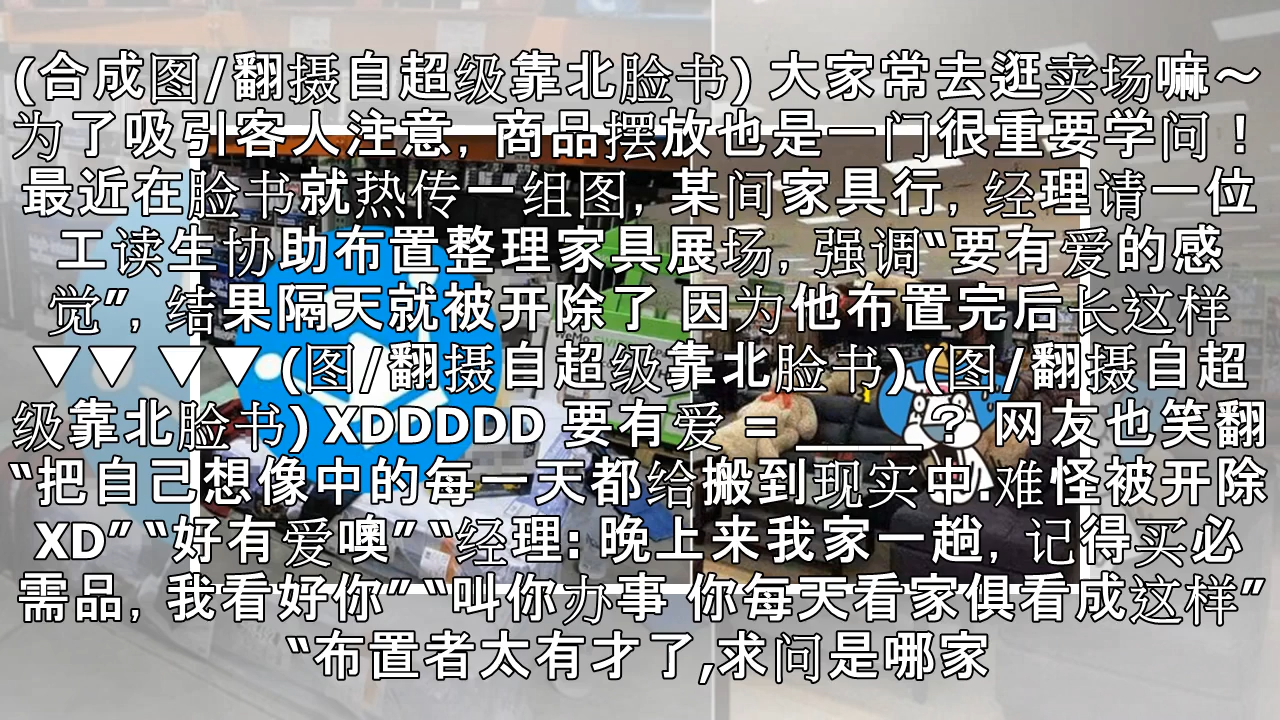 (合成图/翻摄自超级靠北脸书) 大家常去逛卖场嘛～
为了吸引客人注意, 商品摆放也是一门很重要学问！
最近在脸书就热传一组图, 某间家具行, 经理请一位
工读生协助布置整理家具展场, 强调“要有爱的感
觉”, 结果隔天就被开除了 因为他布置完后长这样
▼▼ ▼▼ (图/翻摄自超级靠北脸书) (图/翻摄自超
级靠北脸书) XDDDDD 要有爱 = _____? 网友也笑翻
“把自己想像中的每一天都给搬到现实中.难怪被开除
XD” “好有爱噢” “经理: 晚上来我家一趟, 记得买必
需品, 我看好你” “叫你办事 你每天看家俱看成这样”
“布置者太有才了,求问是哪家